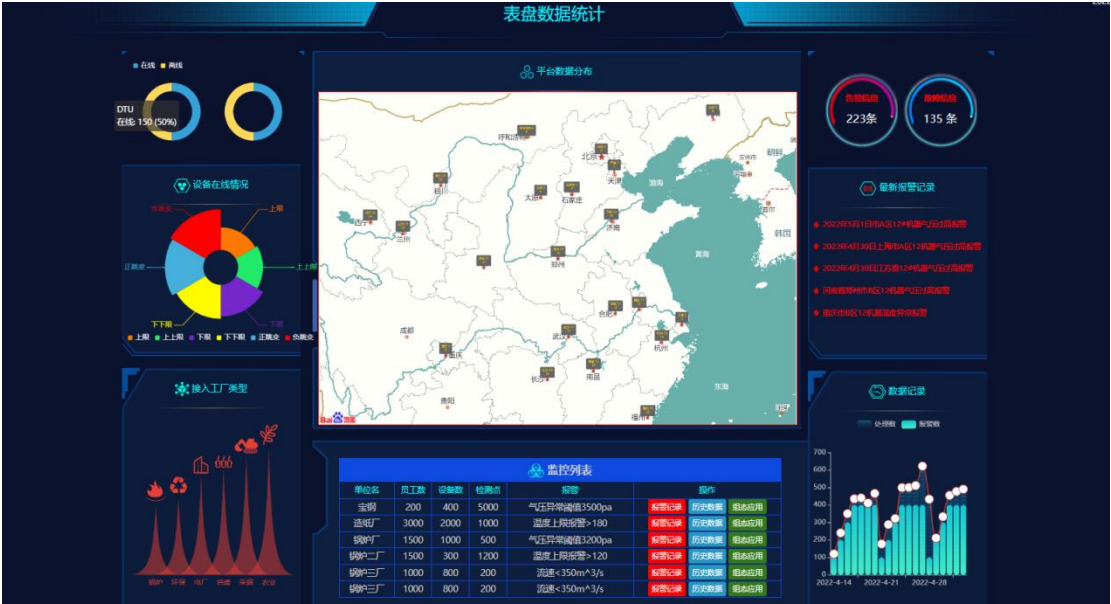 表盘数据统计
在线 离线
DTU
在线: 150 (50%)
设备在线情况
负跳变 上限
正跳变 上上限
下下限 下限
上限 上上限 下限 下下限 正跳变 负跳变
接入工厂类型
锅炉 环保 电厂 农业
平台数据分布
呼和浩特
北京
天津
银川
太原
石家庄
西宁
兰州
济南
郑州
成都
重庆
武汉
合肥
杭州
长沙
南昌
贵阳
福州
渤海
黄海
东海
朝鲜
韩国
首尔
Bai 地图
监控列表
单位名 员工数 设备数 检测点 报警 操作
宝钢 200 400 5000 气压异常阈值3500pa 报警记录 历史数据 组态应用
造纸厂 3000 2000 1000 温度上限报警>180 报警记录 历史数据 组态应用
锅炉厂 1500 1000 500 气压异常阈值3200pa 报警记录 历史数据 组态应用
锅炉二厂 1500 300 1200 温度上限报警>120 报警记录 历史数据 组态应用
锅炉三厂 1000 800 200 流速<350m^3/s 报警记录 历史数据 组态应用
锅炉三厂 1000 800 200 流速<350m^3/s 报警记录 历史数据 组态应用
告警信息 故障信息
223条 135 条
最新报警记录
2022年5月1日市A区12#机器气压过高报警
2022年4月30日上海市A区12机器气压过高报警
2022年4月30日江苏省12#机器气压过高报警
河南省郑州市B区12机器气压过高报警
重庆市B区12机器温度异常报警
数据记录
处理数 报警数
700
600
500
400
300
200
100
0
2022-4-14 2022-4-21 2022-4-28